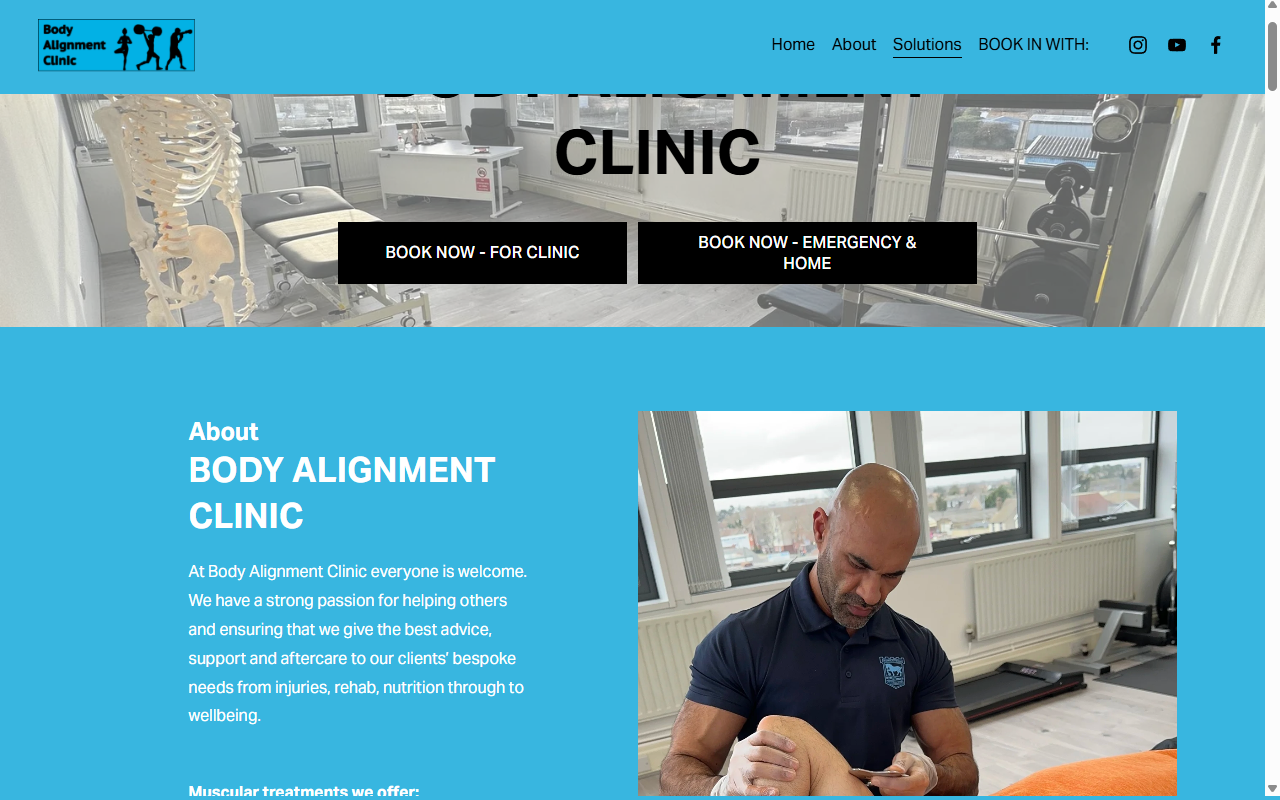 Body
Alignment
Clinic
Home
About
Solutions
BOOK IN WITH:
BODY ALIGNMENT
CLINIC
BOOK NOW - FOR CLINIC
BOOK NOW - EMERGENCY &
HOME
About
BODY ALIGNMENT
CLINIC
At Body Alignment Clinic everyone is welcome.
We have a strong passion for helping others
and ensuring that we give the best advice,
support and aftercare to our clients’ bespoke
needs from injuries, rehab, nutrition through to
wellbeing.
Muscular treatments we offer: